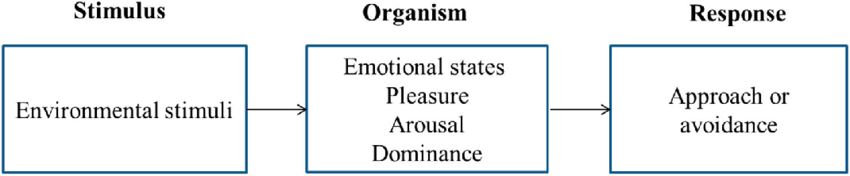 Stimulus
Organism
Response
Environmental stimuli
Emotional states
Pleasure
Arousal
Dominance
Approach or
avoidance